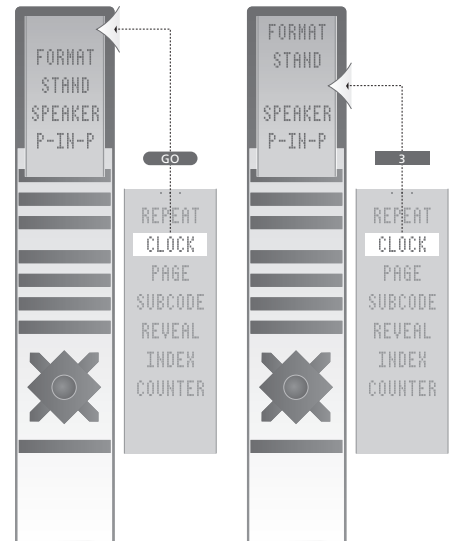 FORMAT
STAND
SPEAKER
P-IN-P
GO
REPEAT
CLOCK
PAGE
SUBCODE
REVEAL
INDEX
COUNTER
FORMAT
STAND
SPEAKER
P-IN-P
3
REPEAT
CLOCK
PAGE
SUBCODE
REVEAL
INDEX
COUNTER